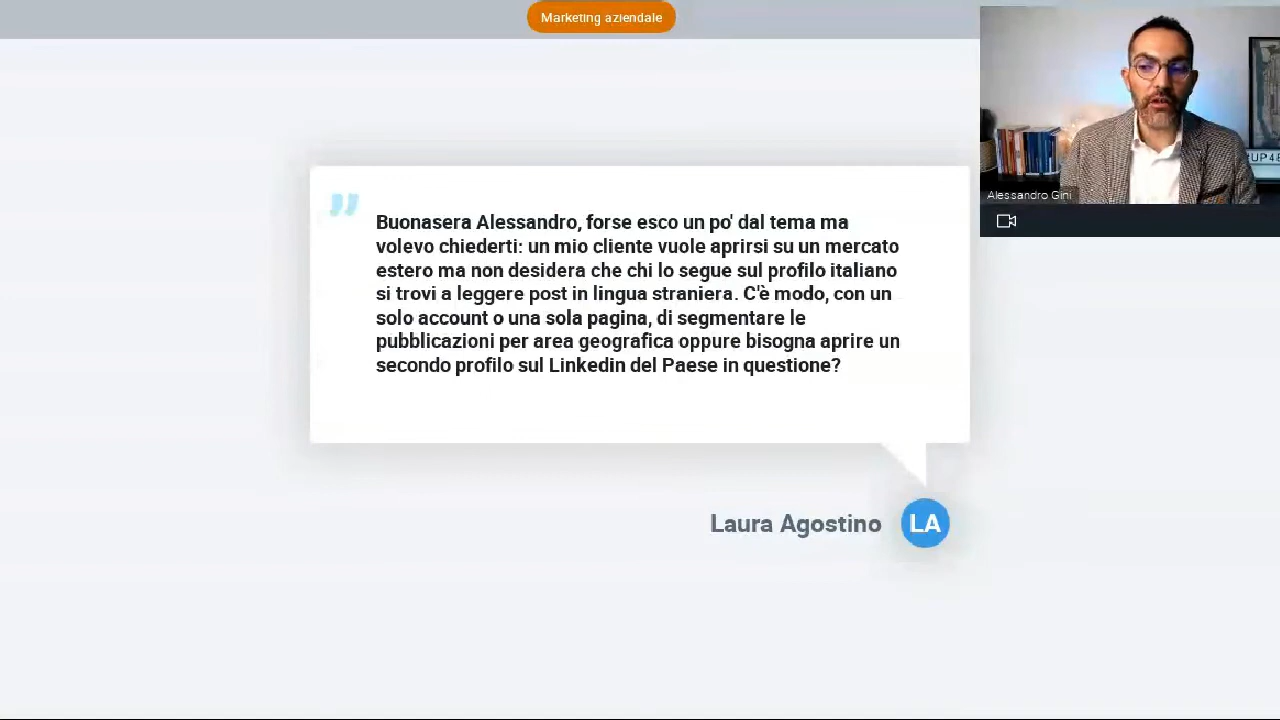 Marketing aziendale
Alessandro Gini
Buonasera Alessandro, forse esco un po' dal tema ma
volevo chiederti: un mio cliente vuole aprirsi su un mercato
estero ma non desidera che chi lo segue sul profilo italiano
si trovi a leggere post in lingua straniera. C'è modo, con un
solo account o una sola pagina, di segmentare le
pubblicazioni per area geografica oppure bisogna aprire un
secondo profilo sul Linkedin del Paese in questione?
Laura Agostino
LA